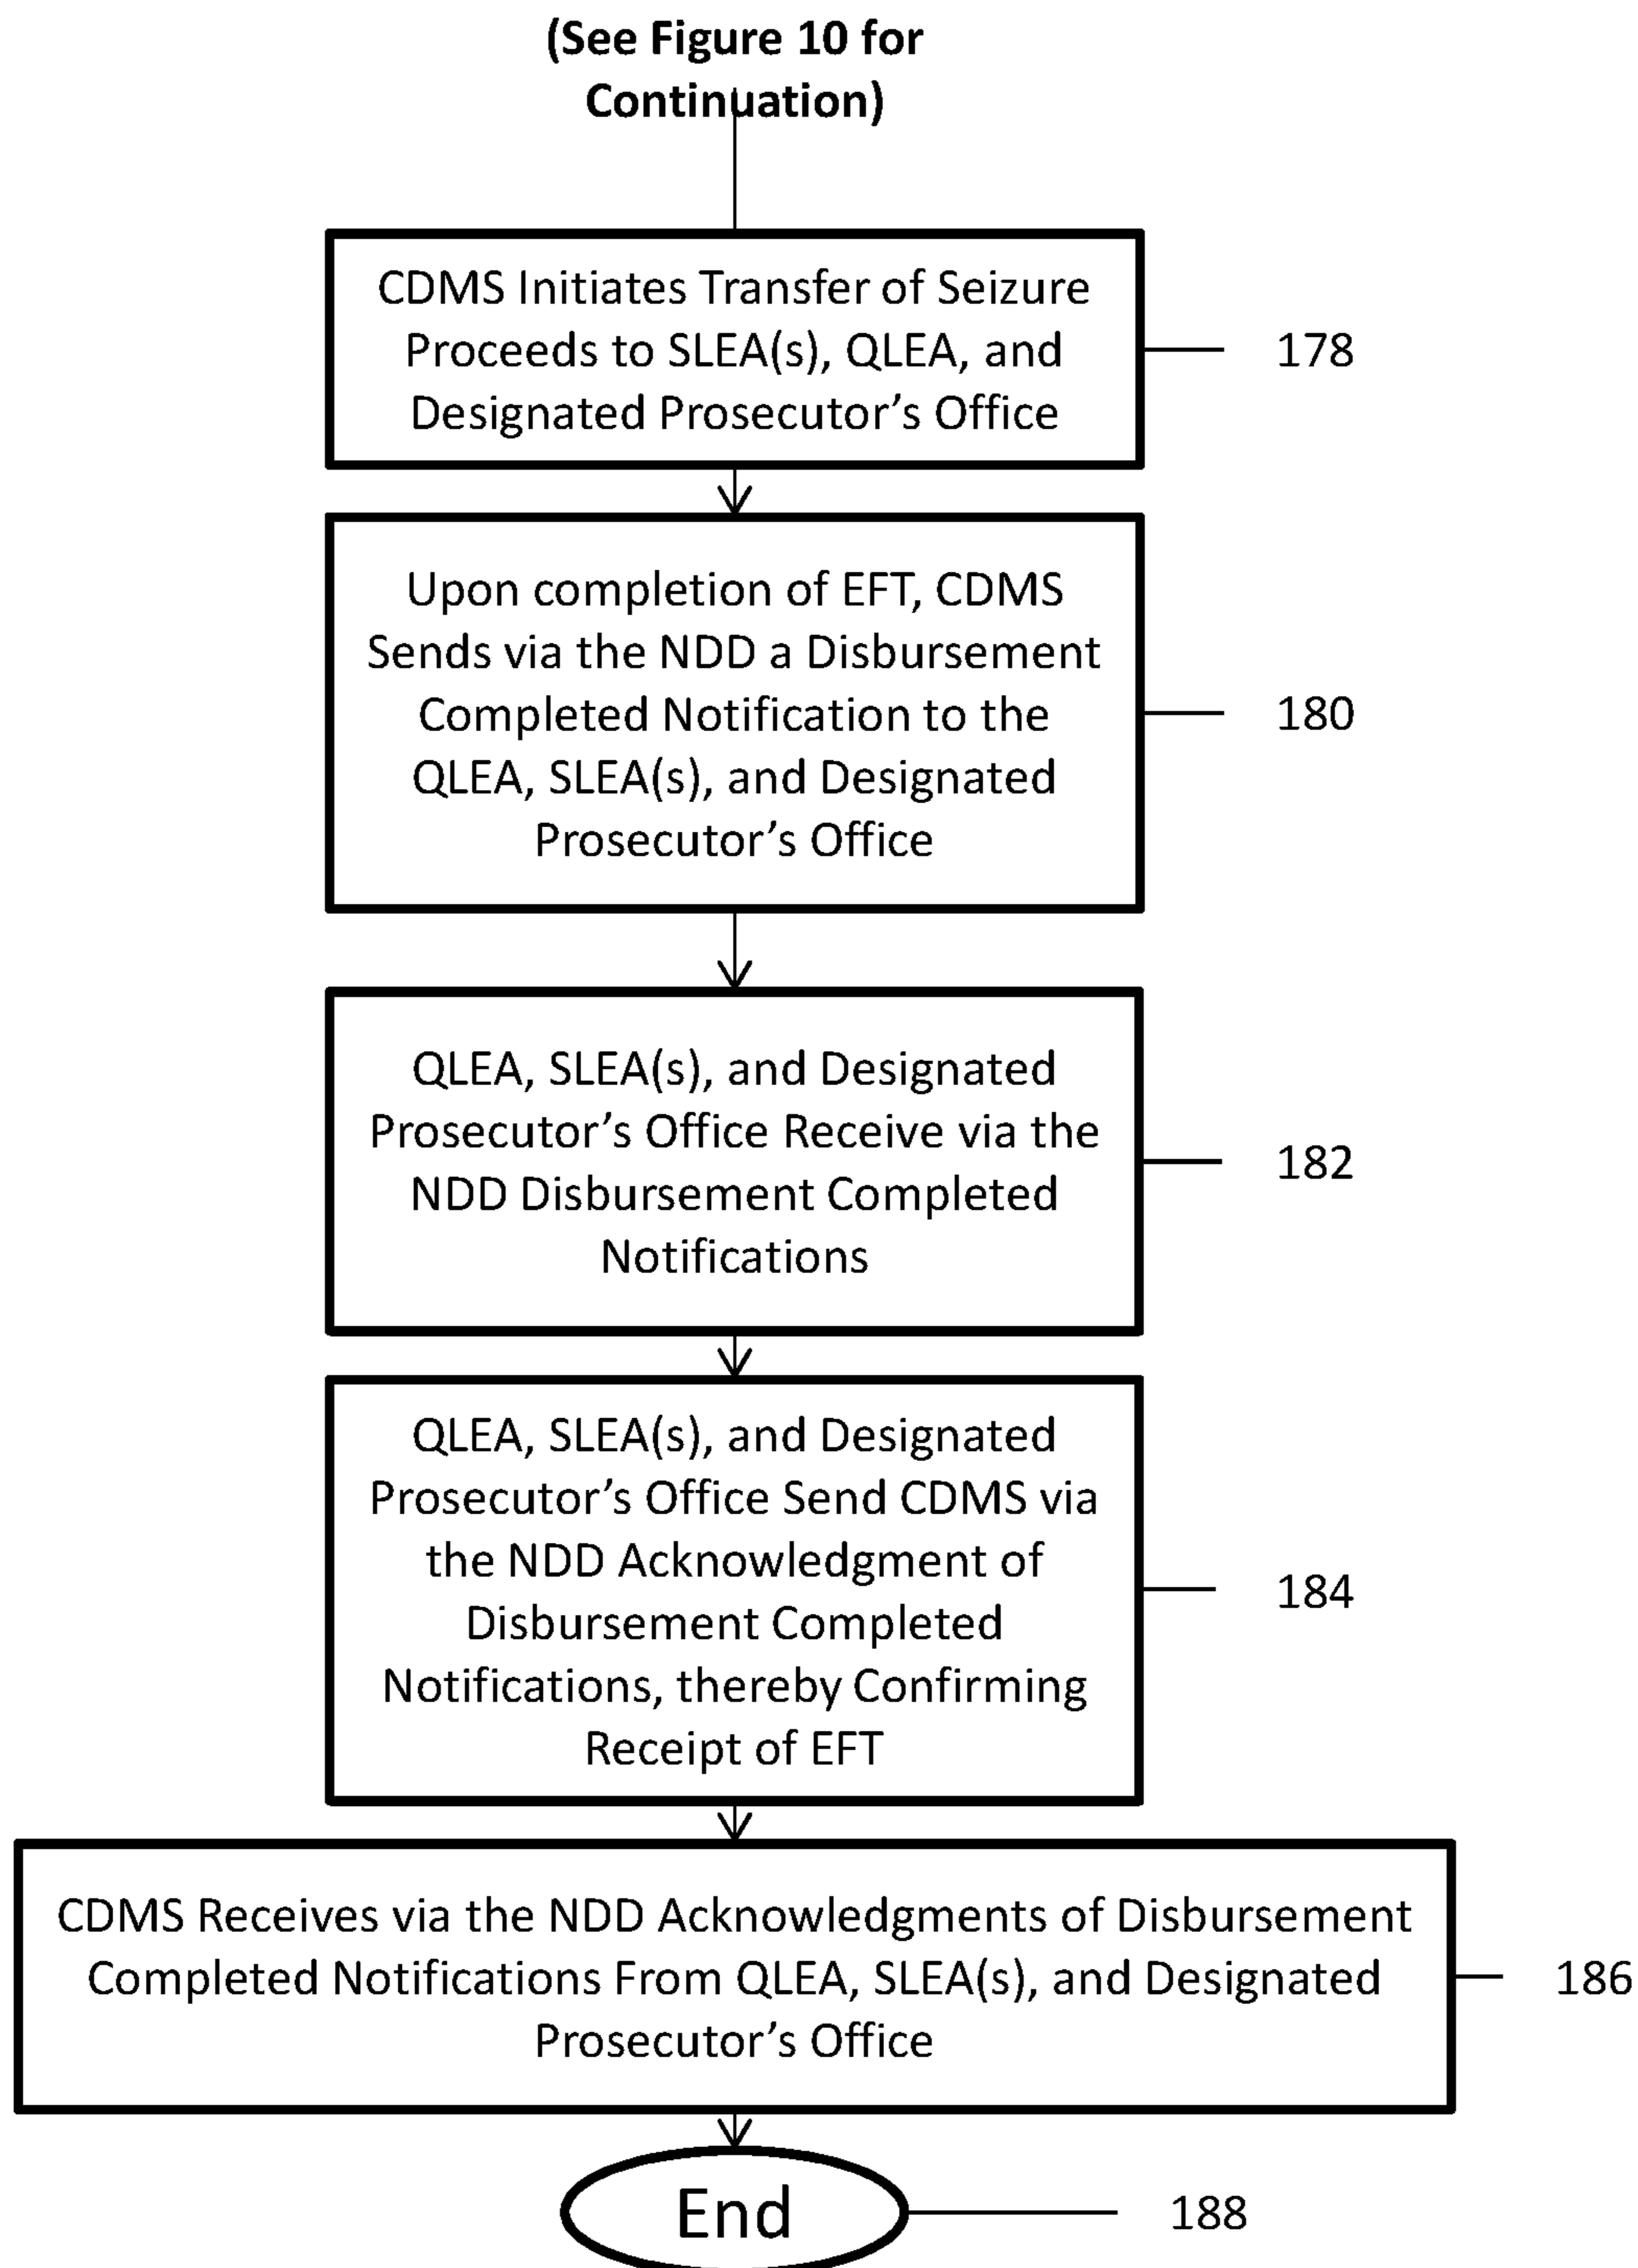 (See Figure 10 for
Continuation)
CDMS Initiates Transfer of Seizure
Proceeds to SLEA(s), QLEA, and
Designated Prosecutor’s Office
178
Upon completion of EFT, CDMS
Sends via the NDD a Disbursement
Completed Notification to the
QLEA, SLEA(s), and Designated
Prosecutor’s Office
180
QLEA, SLEA(s), and Designated
Prosecutor’s Office Receive via the
NDD Disbursement Completed
Notifications
182
QLEA, SLEA(s), and Designated
Prosecutor’s Office Send CDMS via
the NDD Acknowledgment of
Disbursement Completed
Notifications, thereby Confirming
Receipt of EFT
184
CDMS Receives via the NDD Acknowledgments of Disbursement
Completed Notifications From QLEA, SLEA(s), and Designated
Prosecutor’s Office
186
End
188